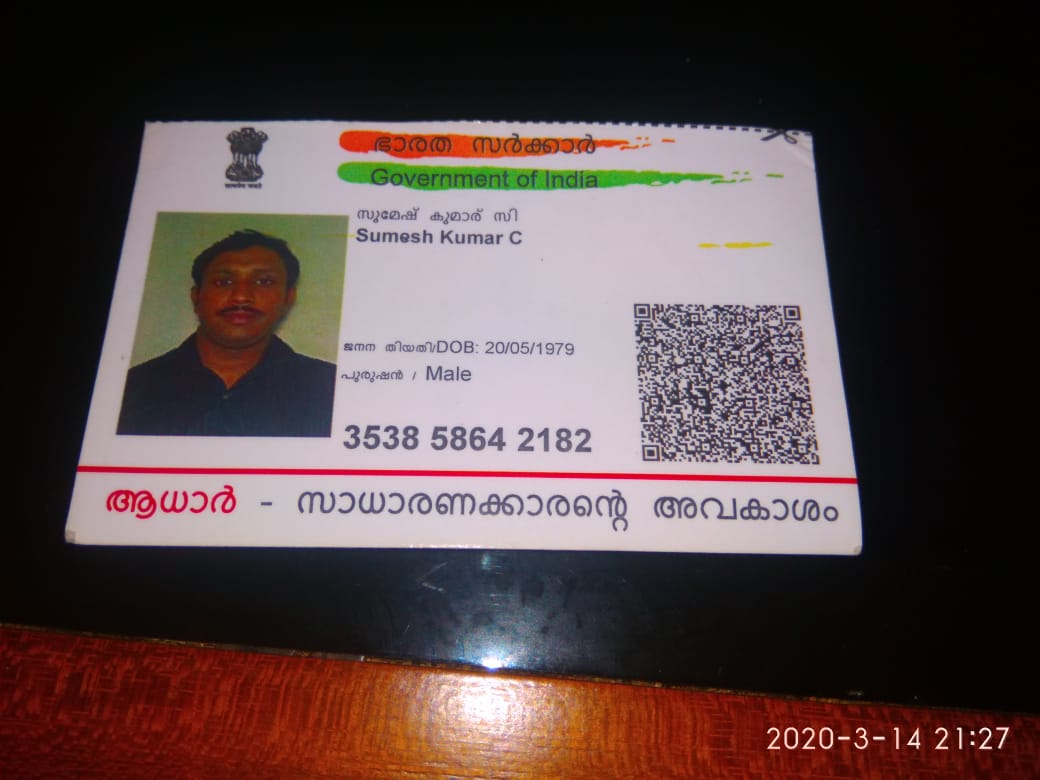 ഭാരത സർക്കാർ
Government of India
സുമേഷ് കുമാര് സി
Sumesh Kumar C
ജനന തിയതി/DOB: 20/05/1979
പുരുഷൻ / Male
3538 5864 2182
ആധാർ - സാധാരണക്കാരന്റെ അവകാശം
2020-3-14 21:27